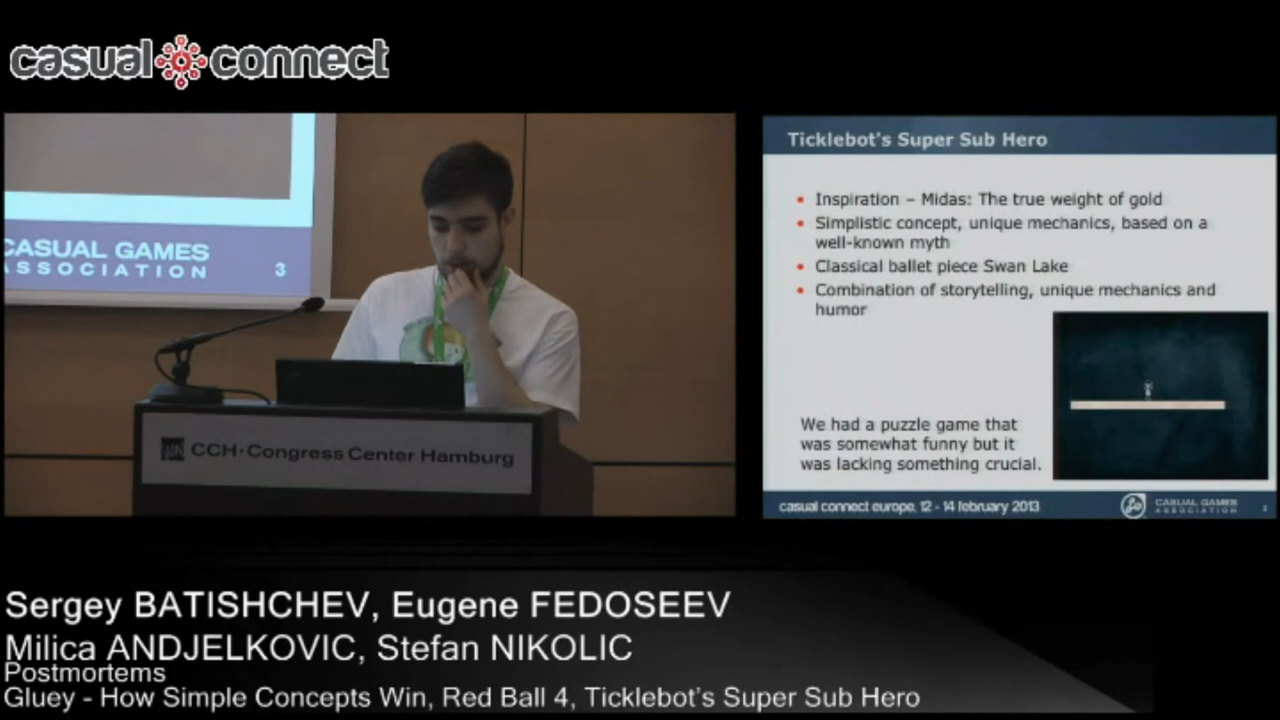 casual connect
CASUAL GAMES
ASSOCIATION
3
CCH·Congress Center Hamburg
Ticklebot's Super Sub Hero
• Inspiration – Midas: The true weight of gold
• Simplistic concept, unique mechanics, based on a
well-known myth
• Classical ballet piece Swan Lake
• Combination of storytelling, unique mechanics and
humor
We had a puzzle game that
was somewhat funny but it
was lacking something crucial.
casual connect europe, 12 - 14 february 2013
CASUAL GAMES
ASSOCIATION
Sergey BATISHCHEV, Eugene FEDOSEEV
Milica ANDJELKOVIC, Stefan NIKOLIC
Postmortems
Gluey - How Simple Concepts Win, Red Ball 4, Ticklebot's Super Sub Hero